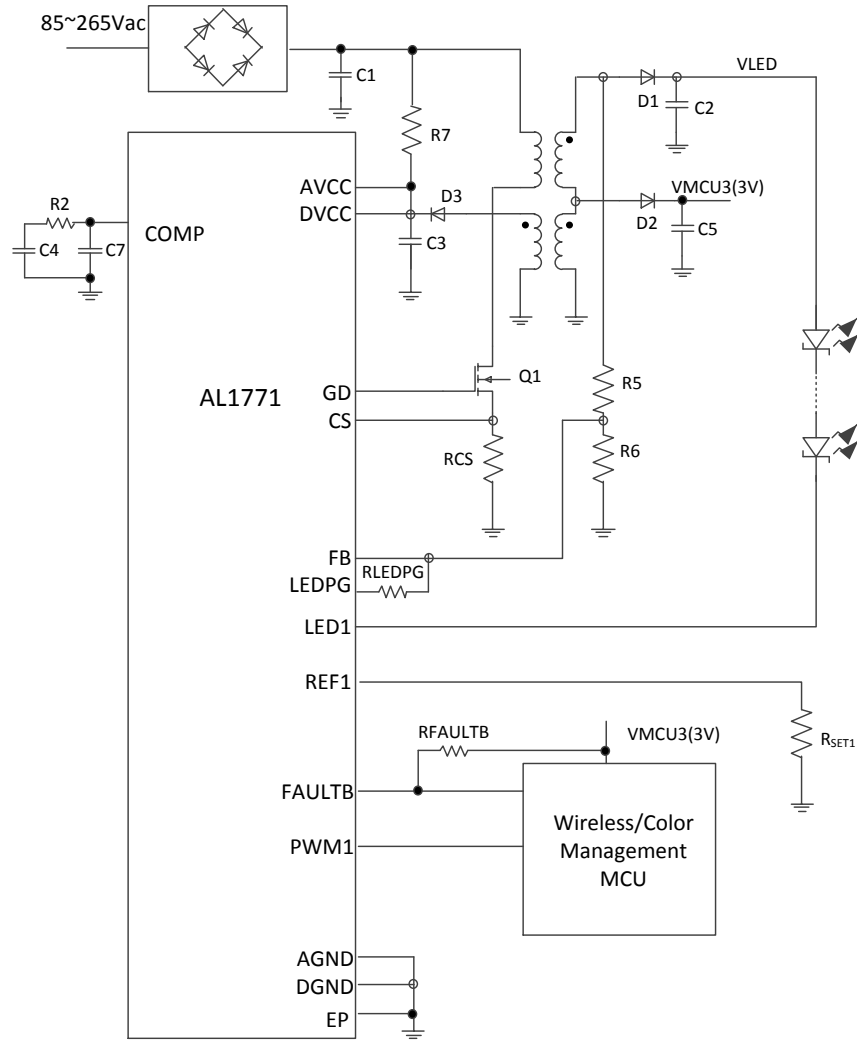 85~265Vac
C1
R7
D1
VLED
C2
AVCC
DVCC
D3
C3
VMCU3(3V)
D2
C5
R2
COMP
C4
C7
AL1771
GD
Q1
CS
RCS
R5
R6
FB
RLEDPG
LEDPG
LED1
REF1
RSET1
RFAULTB
VMCU3(3V)
FAULTB
PWM1
Wireless/Color
Management
MCU
AGND
DGND
EP